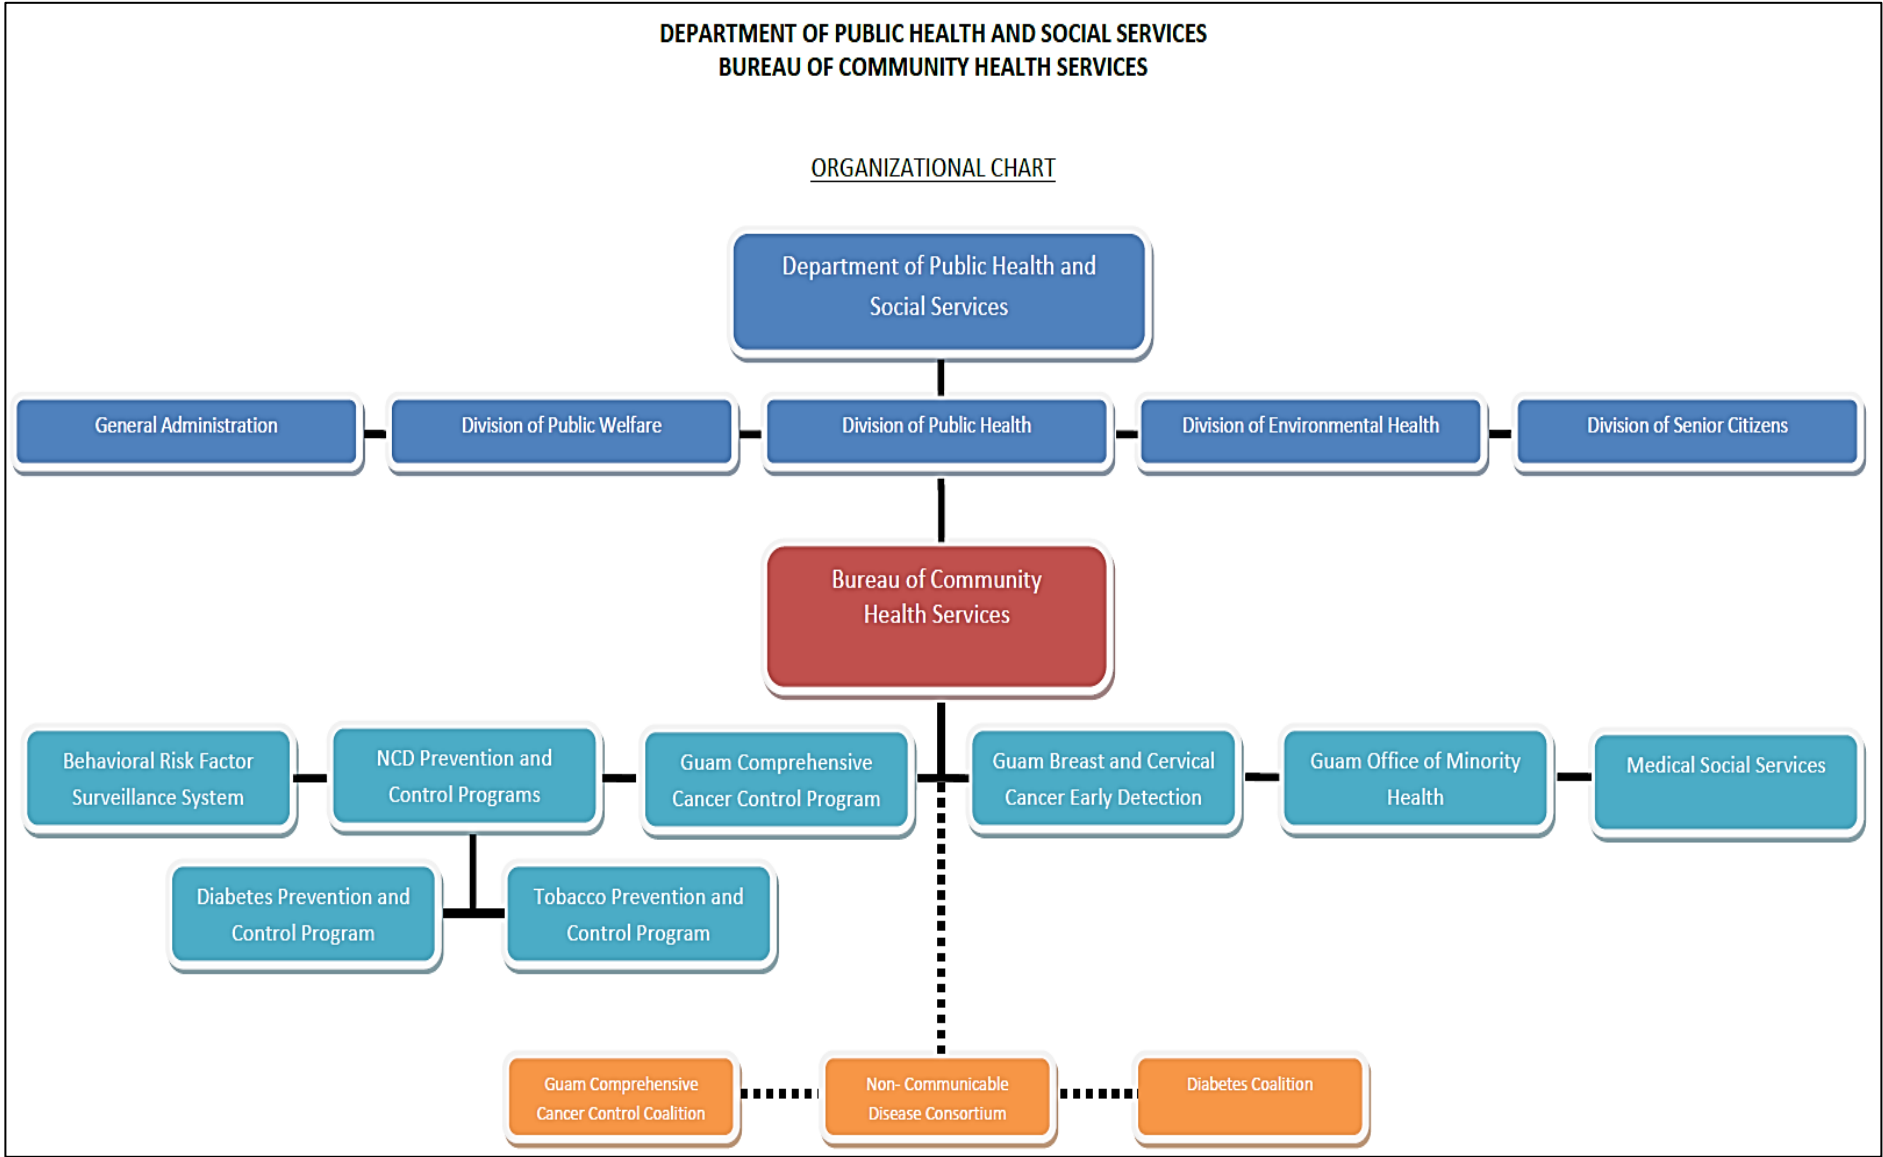 DEPARTMENT OF PUBLIC HEALTH AND SOCIAL SERVICES
BUREAU OF COMMUNITY HEALTH SERVICES
ORGANIZATIONAL CHART
Department of Public Health and
Social Services
General Administration
Division of Public Welfare
Division of Public Health
Division of Environmental Health
Division of Senior Citizens
Bureau of Community
Health Services
Behavioral Risk Factor
Surveillance System
NCD Prevention and
Control Programs
Guam Comprehensive
Cancer Control Program
Guam Breast and Cervical
Cancer Early Detection
Guam Office of Minority
Health
Medical Social Services
Diabetes Prevention and
Control Program
Tobacco Prevention and
Control Program
Guam Comprehensive
Cancer Control Coalition
Non- Communicable
Disease Consortium
Diabetes Coalition